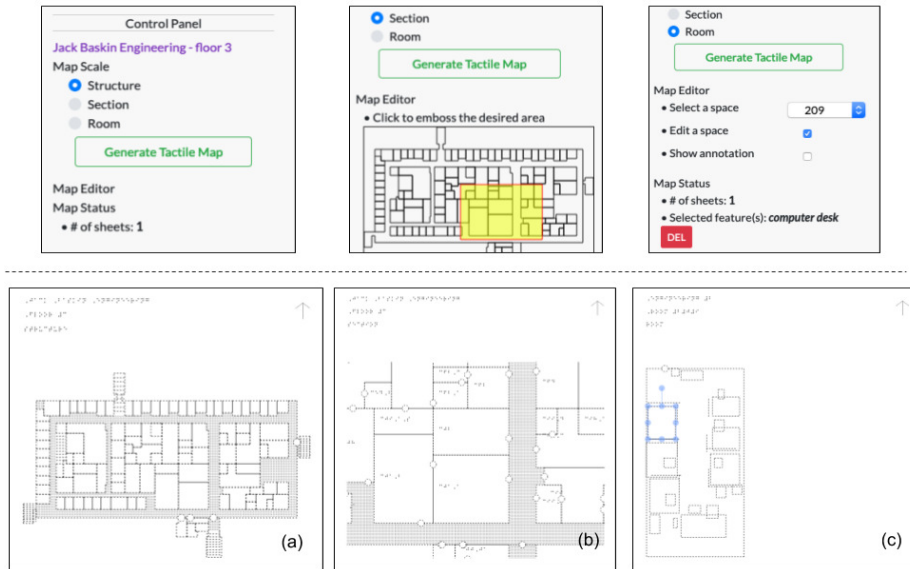 Control Panel
Jack Baskin Engineering - floor 3
Map Scale
Structure
Section
Room
Generate Tactile Map
Map Editor
Map Status
• # of sheets: 1
Section
Room
Generate Tactile Map
Map Editor
• Click to emboss the desired area
Section
Room
Generate Tactile Map
Map Editor
• Select a space 209
• Edit a space
• Show annotation
Map Status
• # of sheets: 1
• Selected feature(s): computer desk
DEL
(a)
(b)
(c)